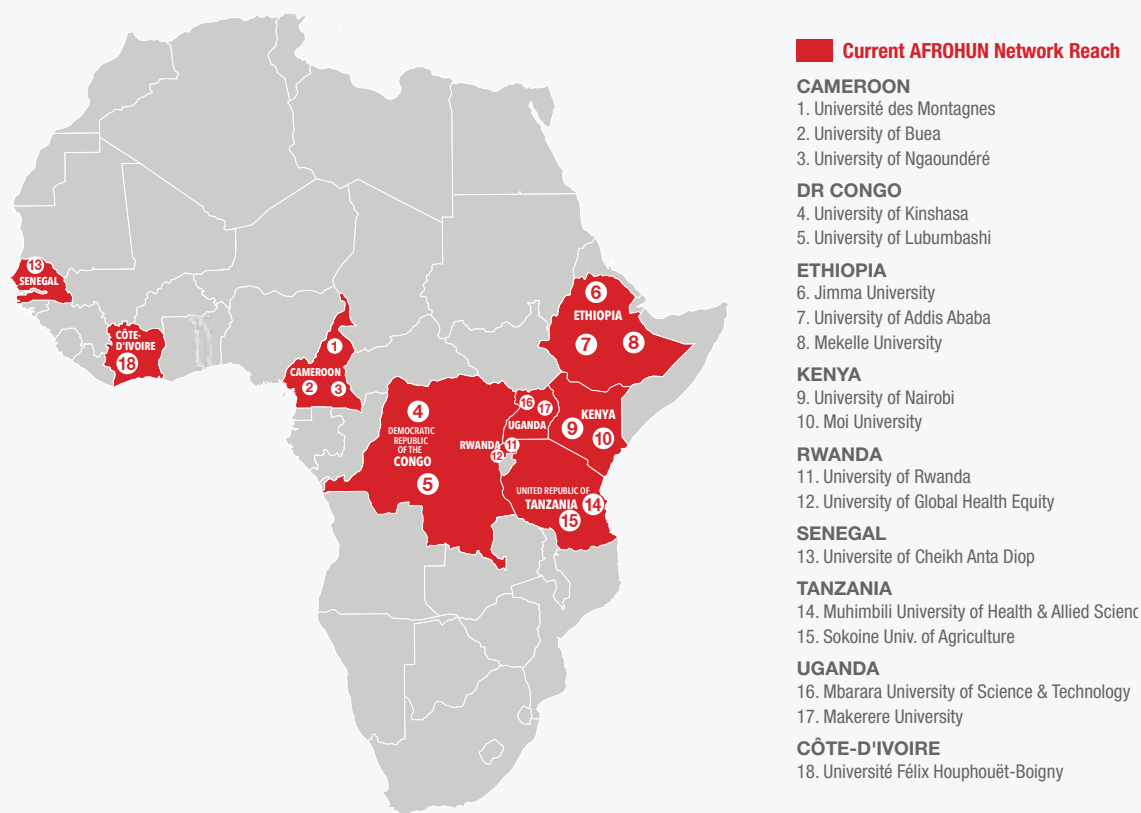 Current AFROHUN Network Reach
CAMEROON
1. Université des Montagnes
2. University of Buea
3. University of Ngaoundéré
DR CONGO
4. University of Kinshasa
5. University of Lubumbashi
ETHIOPIA
6. Jimma University
7. University of Addis Ababa
8. Mekelle University
KENYA
9. University of Nairobi
10. Moi University
RWANDA
11. University of Rwanda
12. University of Global Health Equity
SENEGAL
13. Universite of Cheikh Anta Diop
TANZANIA
14. Muhimbili University of Health & Allied Scienc
15. Sokoine Univ. of Agriculture
UGANDA
16. Mbarara University of Science & Technology
17. Makerere University
CÔTE-D'IVOIRE
18. Université Félix Houphouët-Boigny
13
SENEGAL
CÔTE-
D'IVOIRE
18
1
CAMEROON
2 3
6
ETHIOPIA
7 8
4
DEMOCRATIC
REPUBLIC
OF THE
CONGO
5
16 17
UGANDA
KENYA
9 10
RWANDA
11
12
UNITED REPUBLIC OF
TANZANIA
14
15